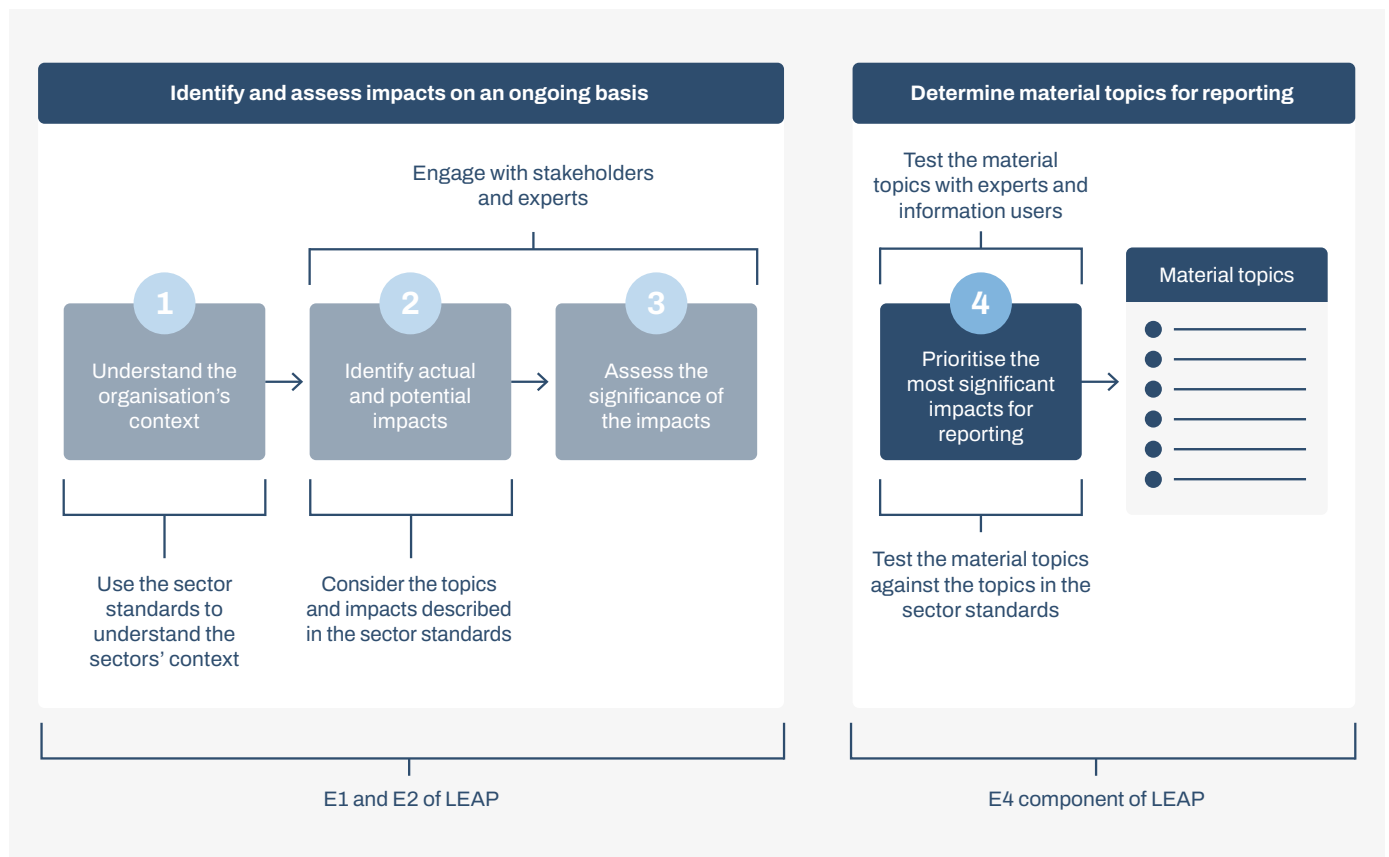 Identify and assess impacts on an ongoing basis
Engage with stakeholders
and experts
1
Understand the
organisation’s
context
2
Identify actual
and potential
impacts
3
Assess the
significance of
the impacts
Use the sector
standards to
understand the
sectors’ context
Consider the topics
and impacts described
in the sector standards
E1 and E2 of LEAP
Determine material topics for reporting
Test the material
topics with experts and
information users
4
Prioritise the
most significant
impacts for
reporting
Material topics
Test the material topics
against the topics in the
sector standards
E4 component of LEAP